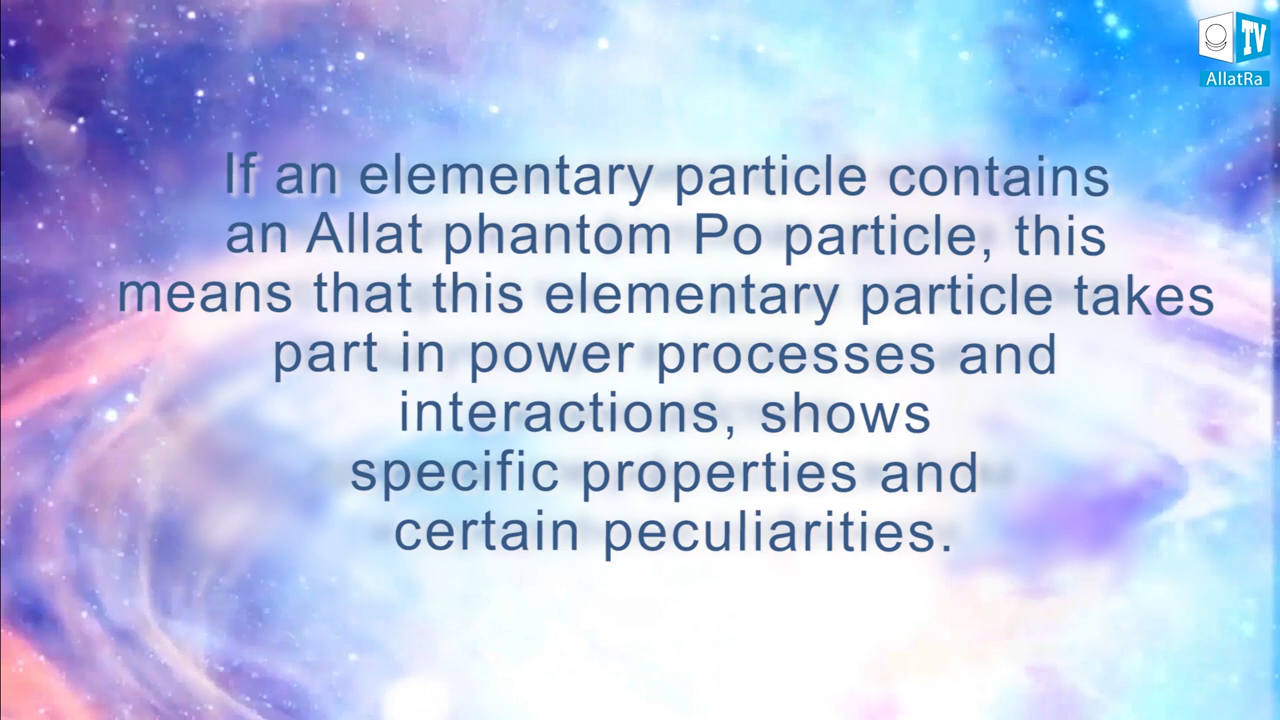 TV
AllatRa
If an elementary particle contains
an Allat phantom Po particle, this
means that this elementary particle takes
part in power processes and
interactions, shows
specific properties and
certain peculiarities.